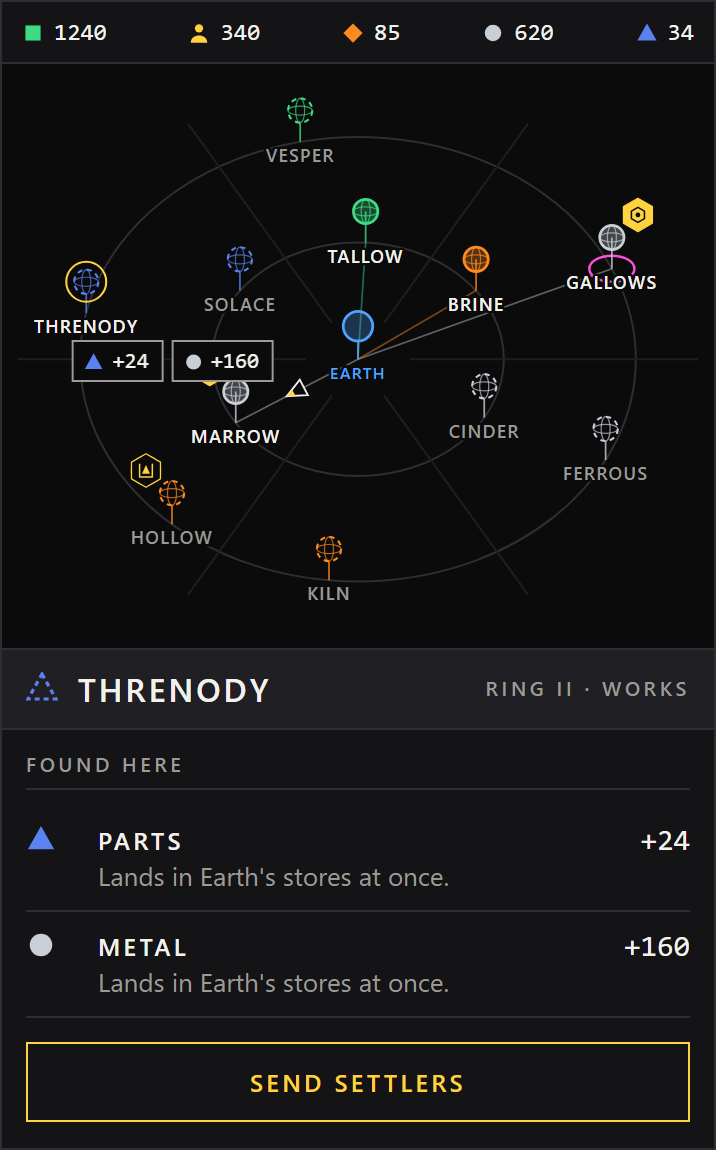 1240 340 85 620 34
VESPER
TALLOW
GALLOWS
SOLACE
BRINE
THRENODY
+24 +160
EARTH
MARROW
CINDER
FERROUS
HOLLOW
KILN
THRENODY RING II · WORKS
FOUND HERE
PARTS +24
Lands in Earth's stores at once.
METAL +160
Lands in Earth's stores at once.
SEND SETTLERS